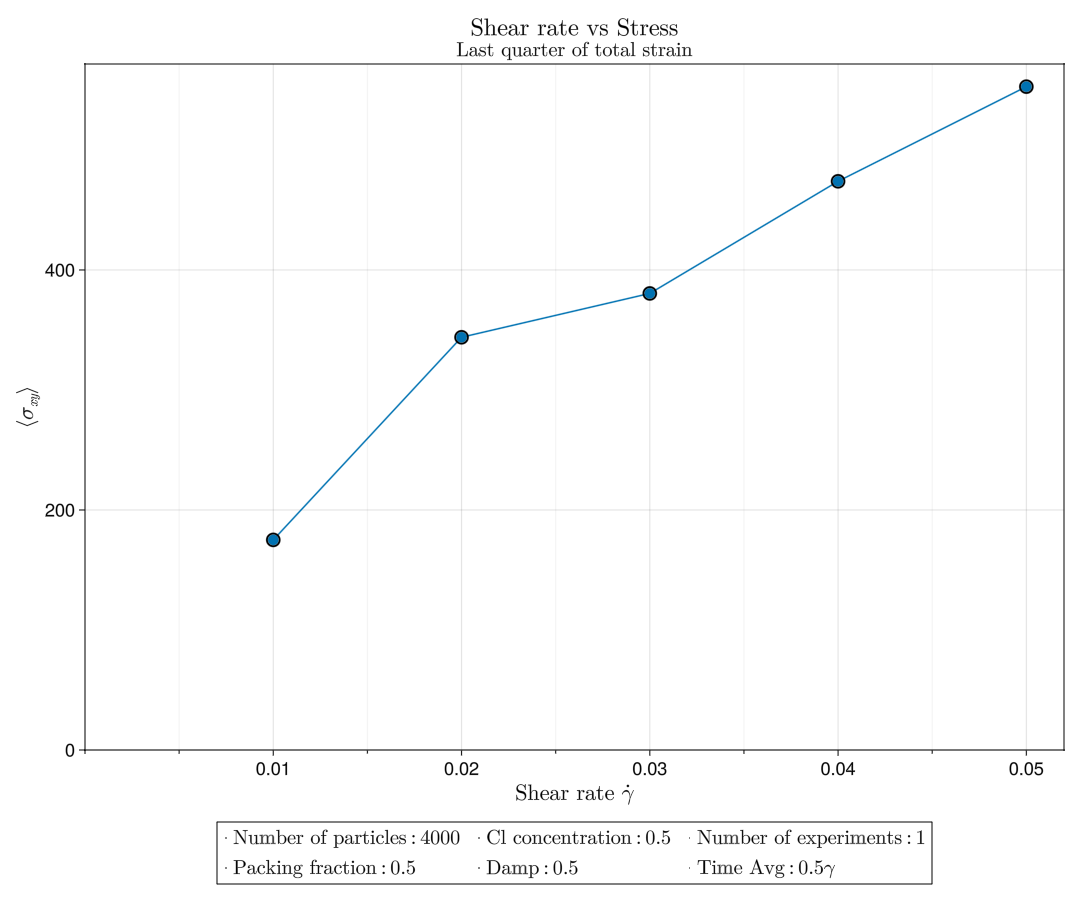 Shear rate vs Stress
Last quarter of total strain
400
200
0
⟨σxy⟩
0.01 0.02 0.03 0.04 0.05
Shear rate γ̇
· Number of particles : 4000 · Cl concentration : 0.5 · Number of experiments : 1
· Packing fraction : 0.5 · Damp : 0.5 · Time Avg : 0.5γ